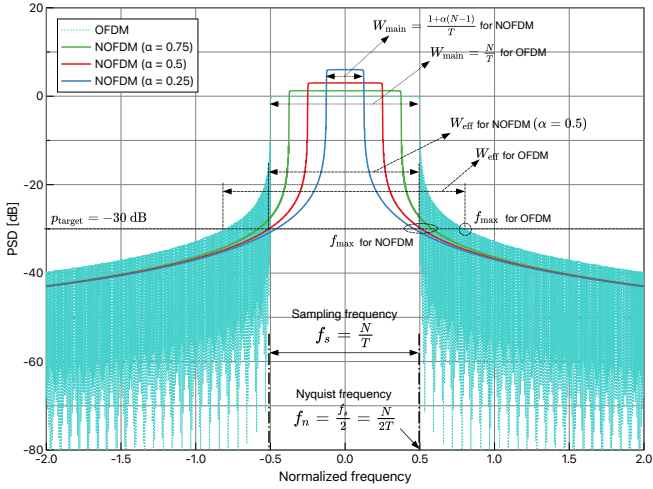 20
0
-20
-40
-60
-80
PSD [dB]
OFDM
NOFDM (α = 0.75)
NOFDM (α = 0.5)
NOFDM (α = 0.25)
W_main = (1+α(N−1))/T for NOFDM
W_main = N/T for OFDM
W_eff for NOFDM (α = 0.5)
W_eff for OFDM
p_target = −30 dB
f_max for OFDM
f_max for NOFDM
Sampling frequency
f_s = N/T
Nyquist frequency
f_n = f_s/2 = N/2T
-2.0 -1.5 -1.0 -0.5 0.0 0.5 1.0 1.5 2.0
Normalized frequency